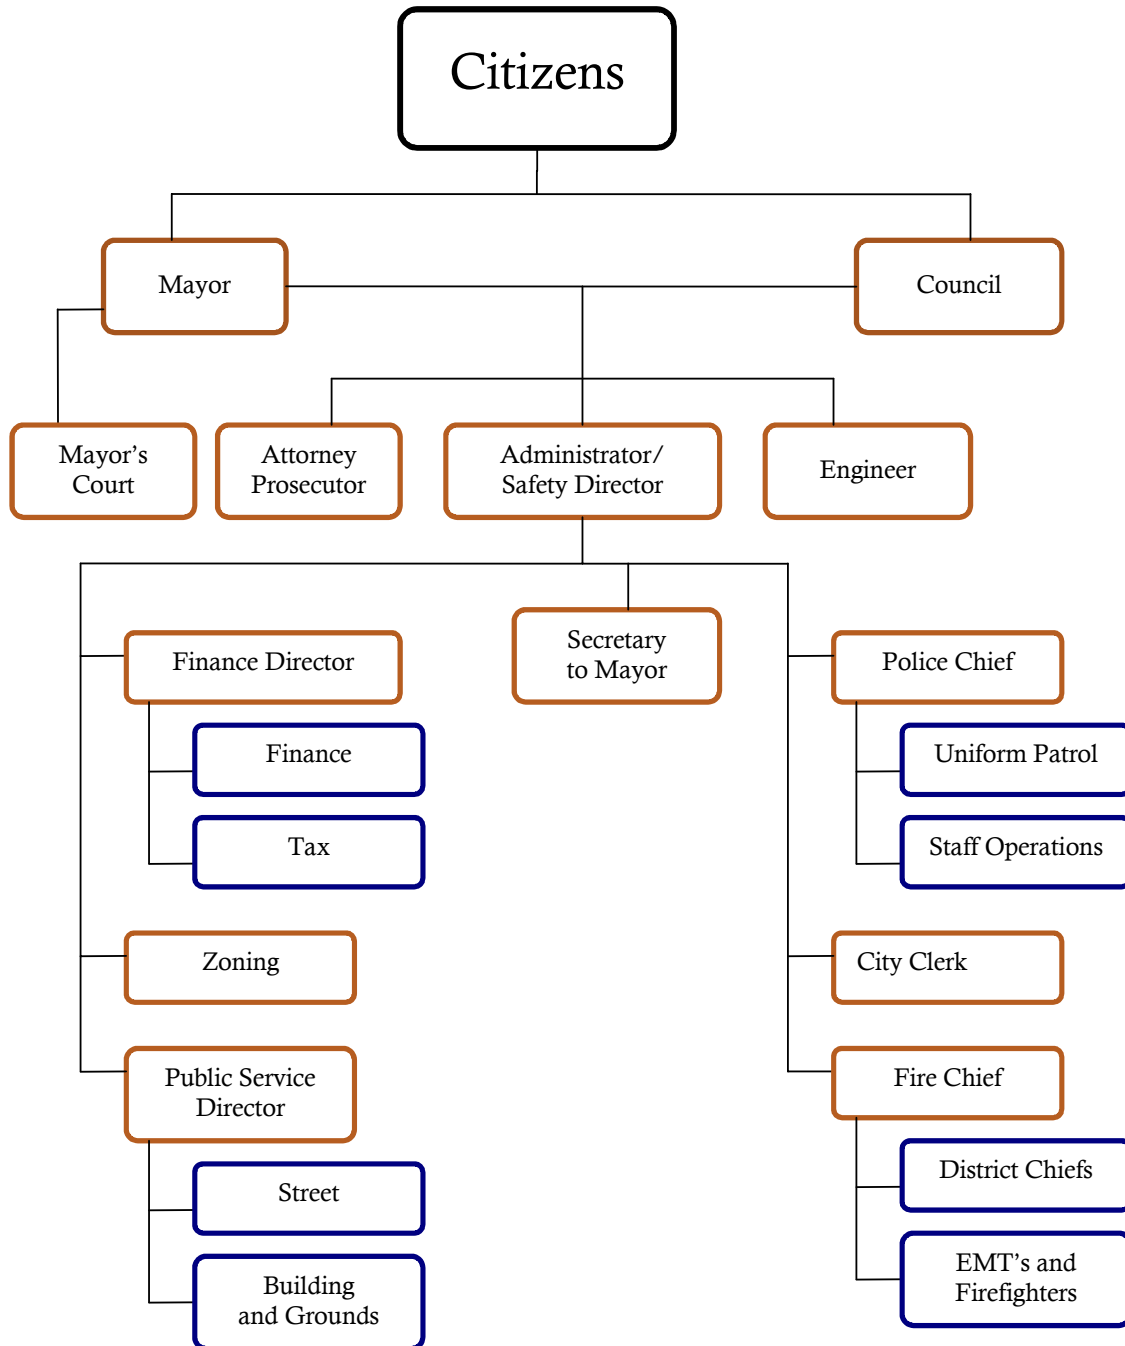 Citizens
Mayor
Council
Mayor’s
Court
Attorney
Prosecutor
Administrator/
Safety Director
Engineer
Finance Director
Secretary
to Mayor
Police Chief
Finance
Uniform Patrol
Tax
Staff Operations
Zoning
City Clerk
Public Service
Director
Fire Chief
Street
District Chiefs
Building
and Grounds
EMT’s and
Firefighters